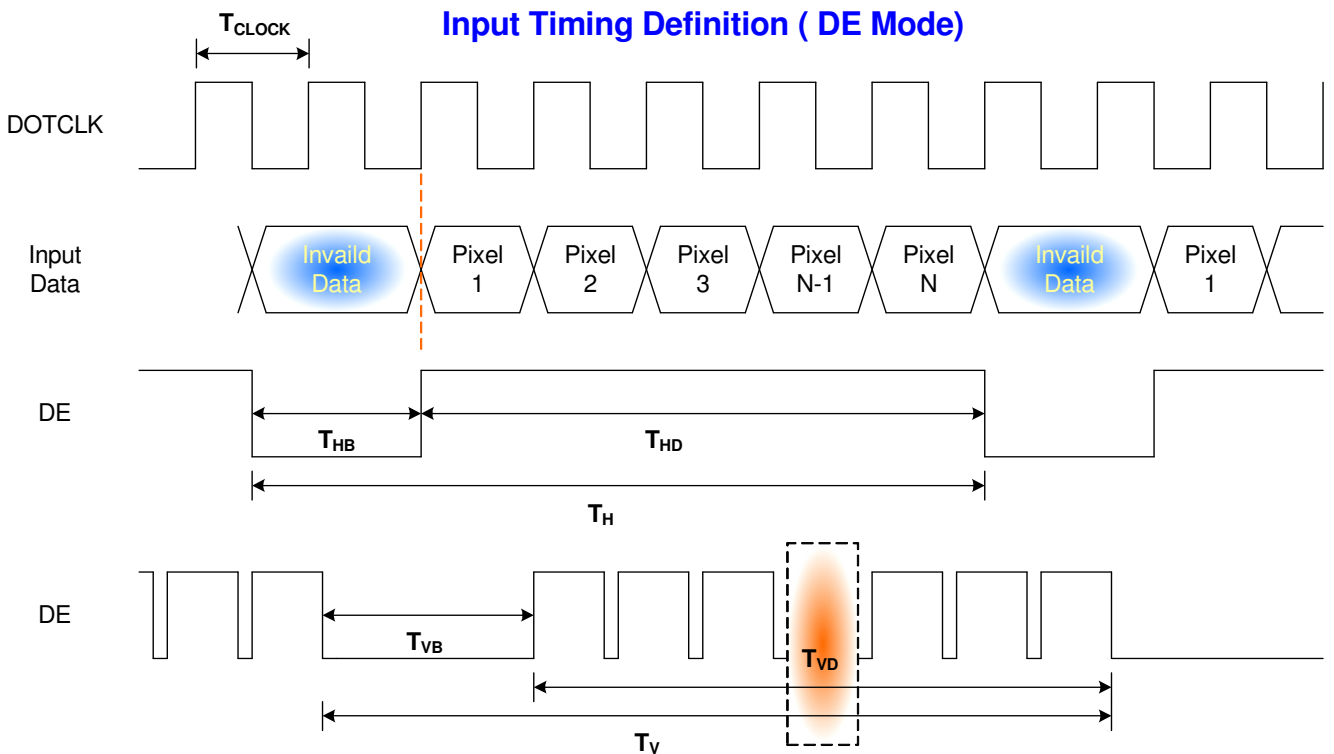 Input Timing Definition ( DE Mode)
TCLOCK
DOTCLK
Input
Data
Invaild
Data
Pixel
1
Pixel
2
Pixel
3
Pixel
N-1
Pixel
N
Invaild
Data
Pixel
1
DE
THB
THD
TH
DE
TVB
TVD
TV